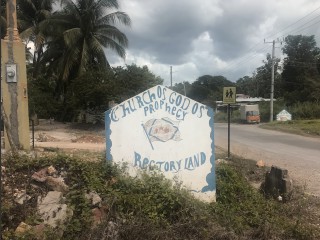 CHURCH OF GOD OF
PROPHECY
RECTORY LAND